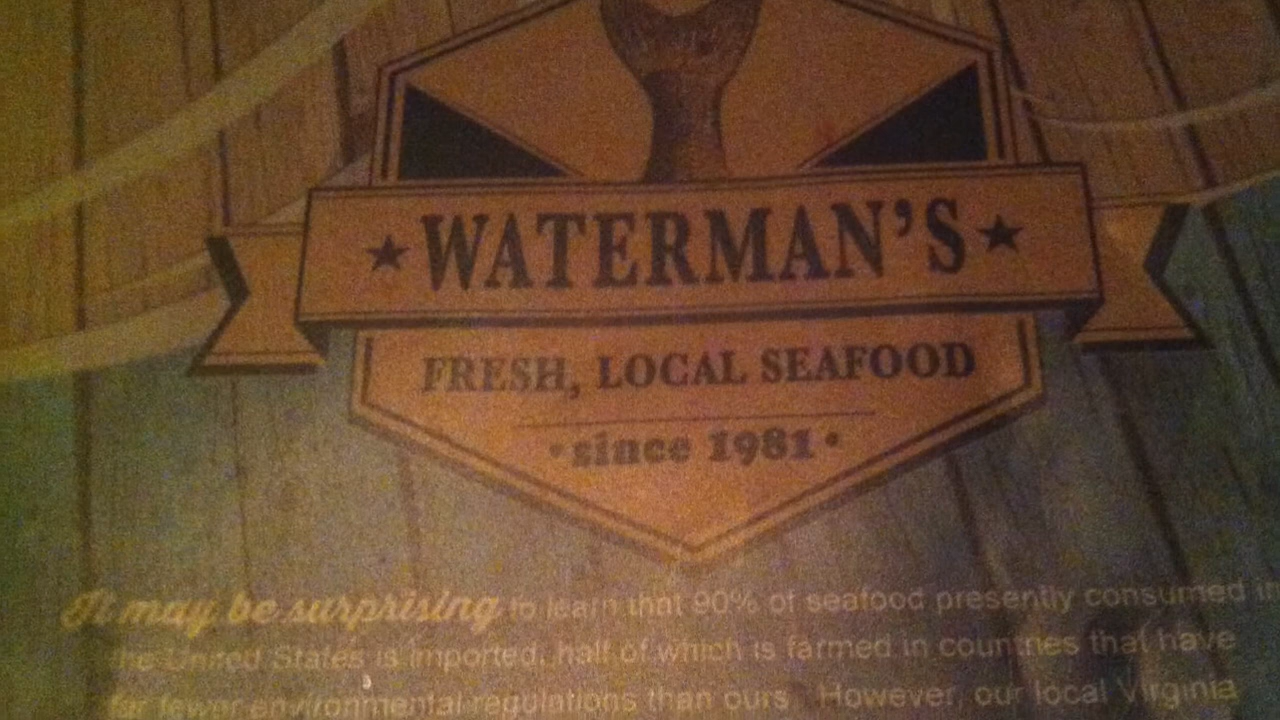 WATERMAN'S
FRESH, LOCAL SEAFOOD
since 1981
It may be surprising to learn that 90% of seafood presently consumed in
the United States is imported, half of which is farmed in countries that have
far fewer environmental regulations than ours. However, our local Virginia